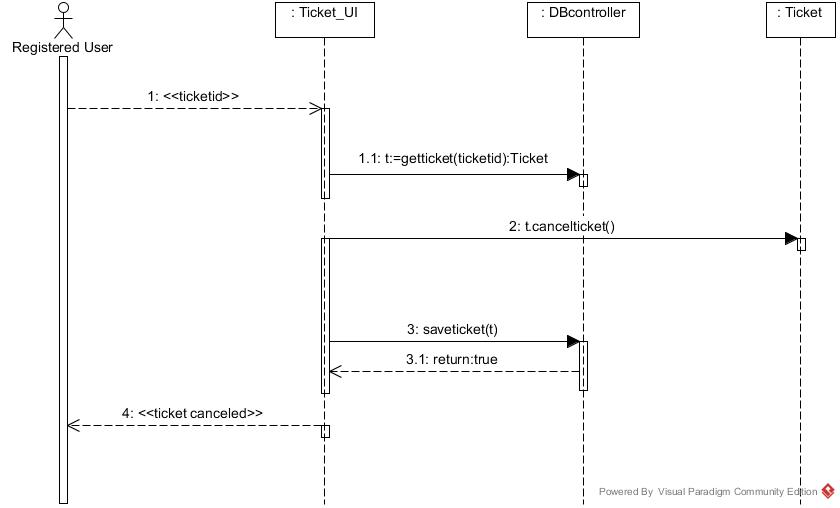 : Ticket_UI
: DBcontroller
: Ticket
Registered User
1: <<ticketid>>
1.1: t:=getticket(ticketid):Ticket
2: t.cancelticket()
3: saveticket(t)
3.1: return:true
4: <<ticket canceled>>
Powered By Visual Paradigm Community Edition